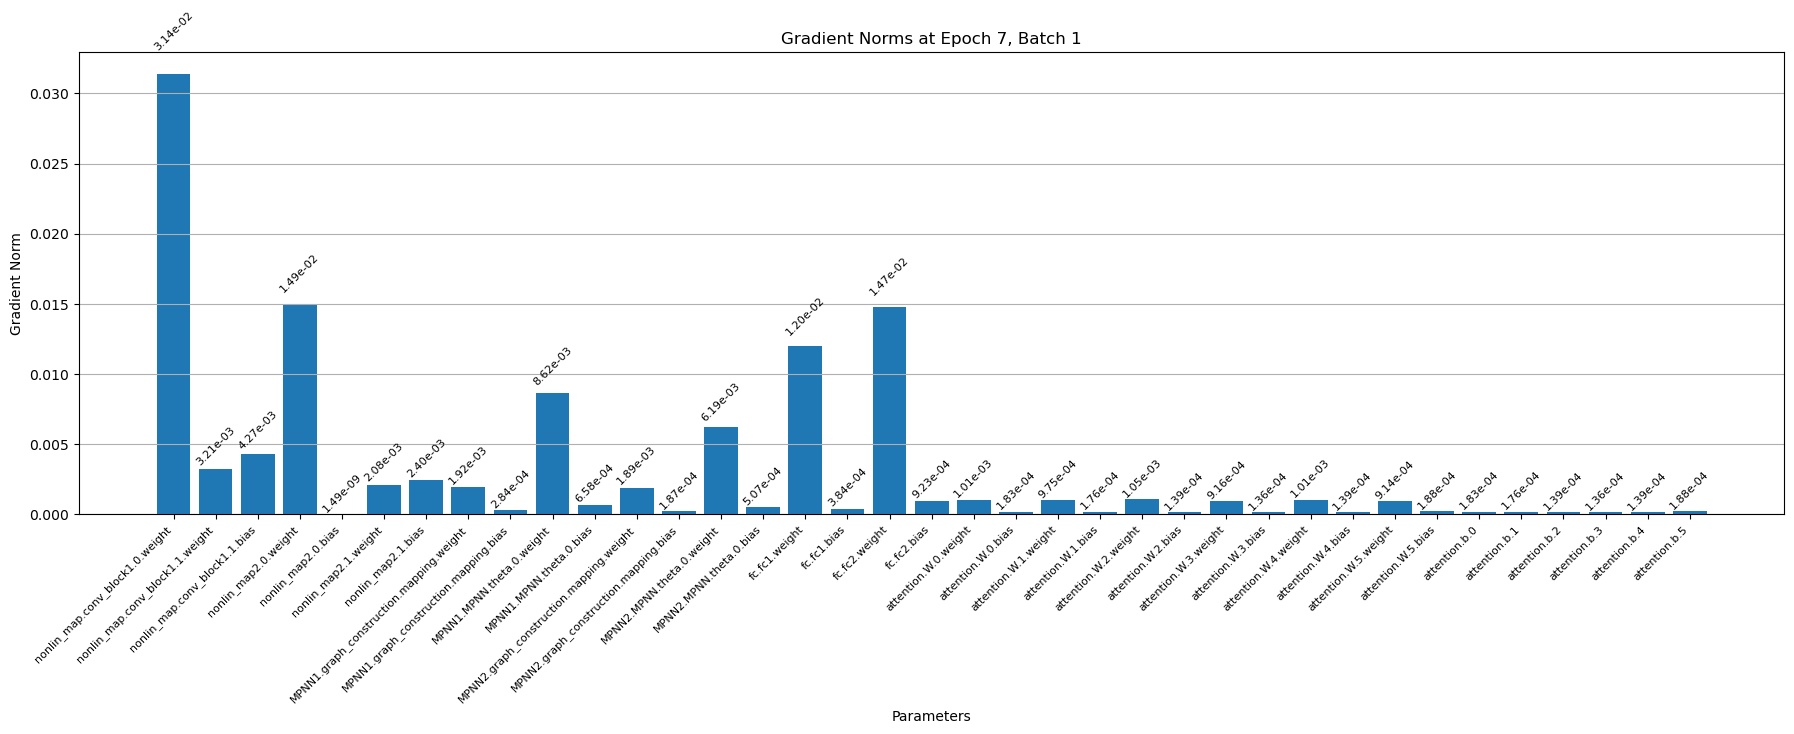 Gradient Norms at Epoch 7, Batch 1
Gradient Norm
0.030
0.025
0.020
0.015
0.010
0.005
0.000
3.14e-02
3.21e-03
4.27e-03
1.49e-02
1.49e-09
2.08e-03
2.40e-03
1.92e-03
2.84e-04
8.62e-03
6.58e-04
1.89e-03
1.87e-04
6.19e-03
5.07e-04
1.20e-02
3.84e-04
1.47e-02
9.23e-04
1.01e-03
1.83e-04
9.75e-04
1.76e-04
1.05e-03
1.39e-04
9.16e-04
1.36e-04
1.01e-03
1.39e-04
9.14e-04
1.88e-04
1.83e-04
1.76e-04
1.39e-04
1.36e-04
1.39e-04
1.88e-04
nonlin_map.conv_block1.0.weight
nonlin_map.conv_block1.1.weight
nonlin_map.conv_block1.1.bias
nonlin_map2.0.weight
nonlin_map2.0.bias
nonlin_map2.1.weight
nonlin_map2.1.bias
MPNN1.graph_construction.mapping.weight
MPNN1.graph_construction.mapping.bias
MPNN1.MPNN.theta.0.weight
MPNN1.MPNN.theta.0.bias
MPNN2.graph_construction.mapping.weight
MPNN2.graph_construction.mapping.bias
MPNN2.MPNN.theta.0.weight
MPNN2.MPNN.theta.0.bias
fc.fc1.weight
fc.fc1.bias
fc.fc2.weight
fc.fc2.bias
attention.W.0.weight
attention.W.0.bias
attention.W.1.weight
attention.W.1.bias
attention.W.2.weight
attention.W.2.bias
attention.W.3.weight
attention.W.3.bias
attention.W.4.weight
attention.W.4.bias
attention.W.5.weight
attention.W.5.bias
attention.b.0
attention.b.1
attention.b.2
attention.b.3
attention.b.4
attention.b.5
Parameters